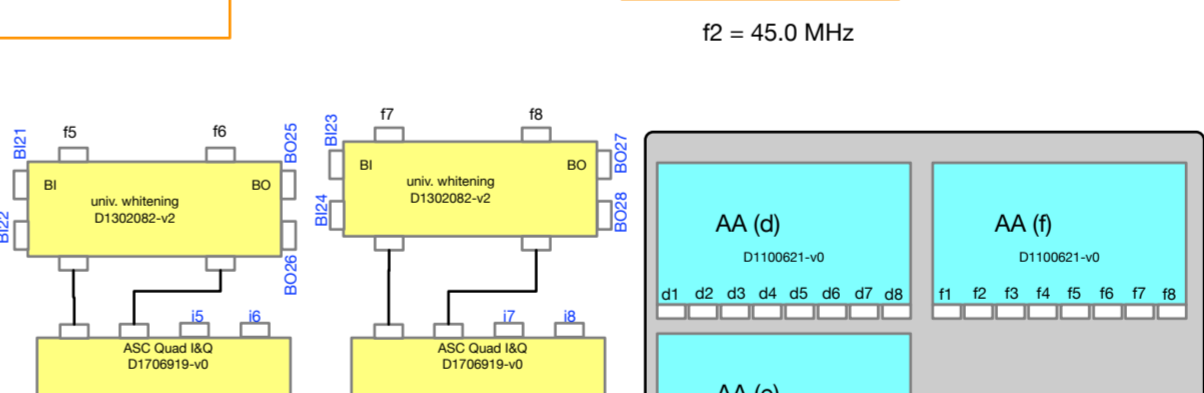 f2 = 45.0 MHz
BI21
f5
f6
BO25
BI
BO
univ. whitening
D1302082-v2
BI22
BO26
i5
i6
ASC Quad I&Q
D1706919-v0
BI23
f7
f8
BO27
BI
BO
univ. whitening
D1302082-v2
BI24
BO28
i7
i8
ASC Quad I&Q
D1706919-v0
AA (d)
D1100621-v0
d1 d2 d3 d4 d5 d6 d7 d8
AA (f)
D1100621-v0
f1 f2 f3 f4 f5 f6 f7 f8